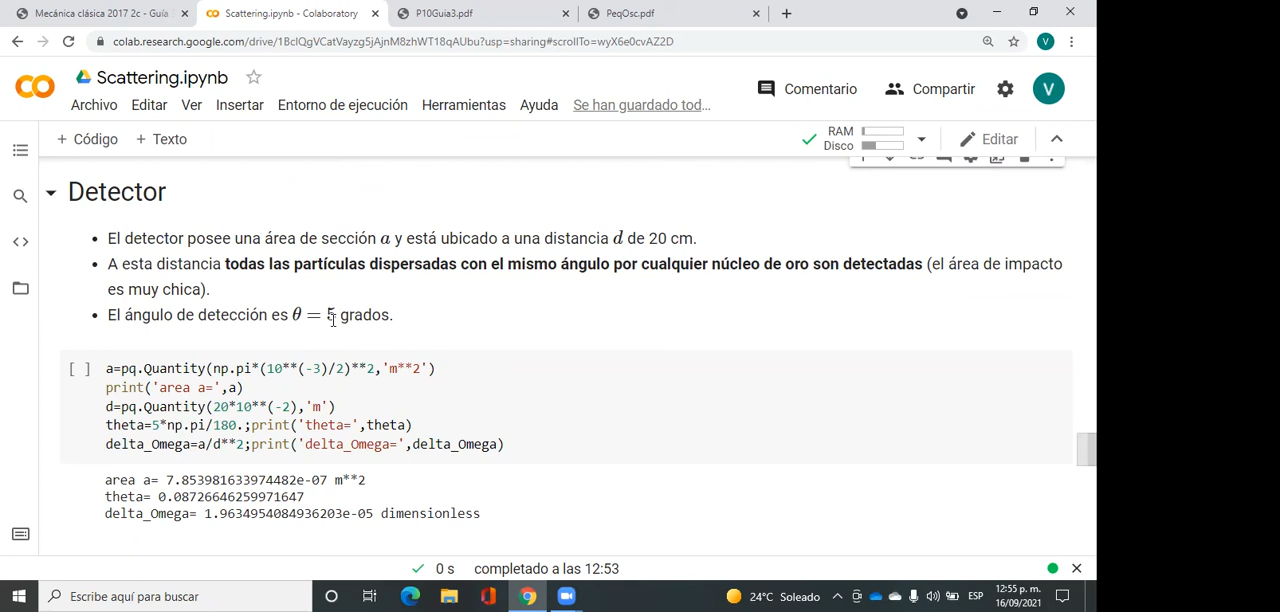 Mecánica clásica 2017 2c - Guía
Scattering.ipynb - Colaboratory
P10Guia3.pdf
PeqOsc.pdf
colab.research.google.com/drive/1BclQgVCatVayzg5jAjnM8zhWT18qAUbu?usp=sharing#scrollTo=wyX6e0cvAZ2D
V
Scattering.ipynb
Comentario
Compartir
V
Archivo Editar Ver Insertar Entorno de ejecución Herramientas Ayuda Se han guardado tod…
+ Código + Texto
RAM
Disco
Editar
Detector
• El detector posee una área de sección a y está ubicado a una distancia d de 20 cm.
• A esta distancia todas las partículas dispersadas con el mismo ángulo por cualquier núcleo de oro son detectadas (el área de impacto
es muy chica).
• El ángulo de detección es θ = 5 grados.
[ ] a=pq.Quantity(np.pi*(10**(-3)/2)**2,'m**2')
print('area a=',a)
d=pq.Quantity(20*10**(-2),'m')
theta=5*np.pi/180.;print('theta=',theta)
delta_Omega=a/d**2;print('delta_Omega=',delta_Omega)
area a= 7.853981633974482e-07 m**2
theta= 0.08726646259971647
delta_Omega= 1.9634954084936203e-05 dimensionless
0 s completado a las 12:53
Escribe aquí para buscar
24°C Soleado
ESP
12:55 p. m.
16/09/2021